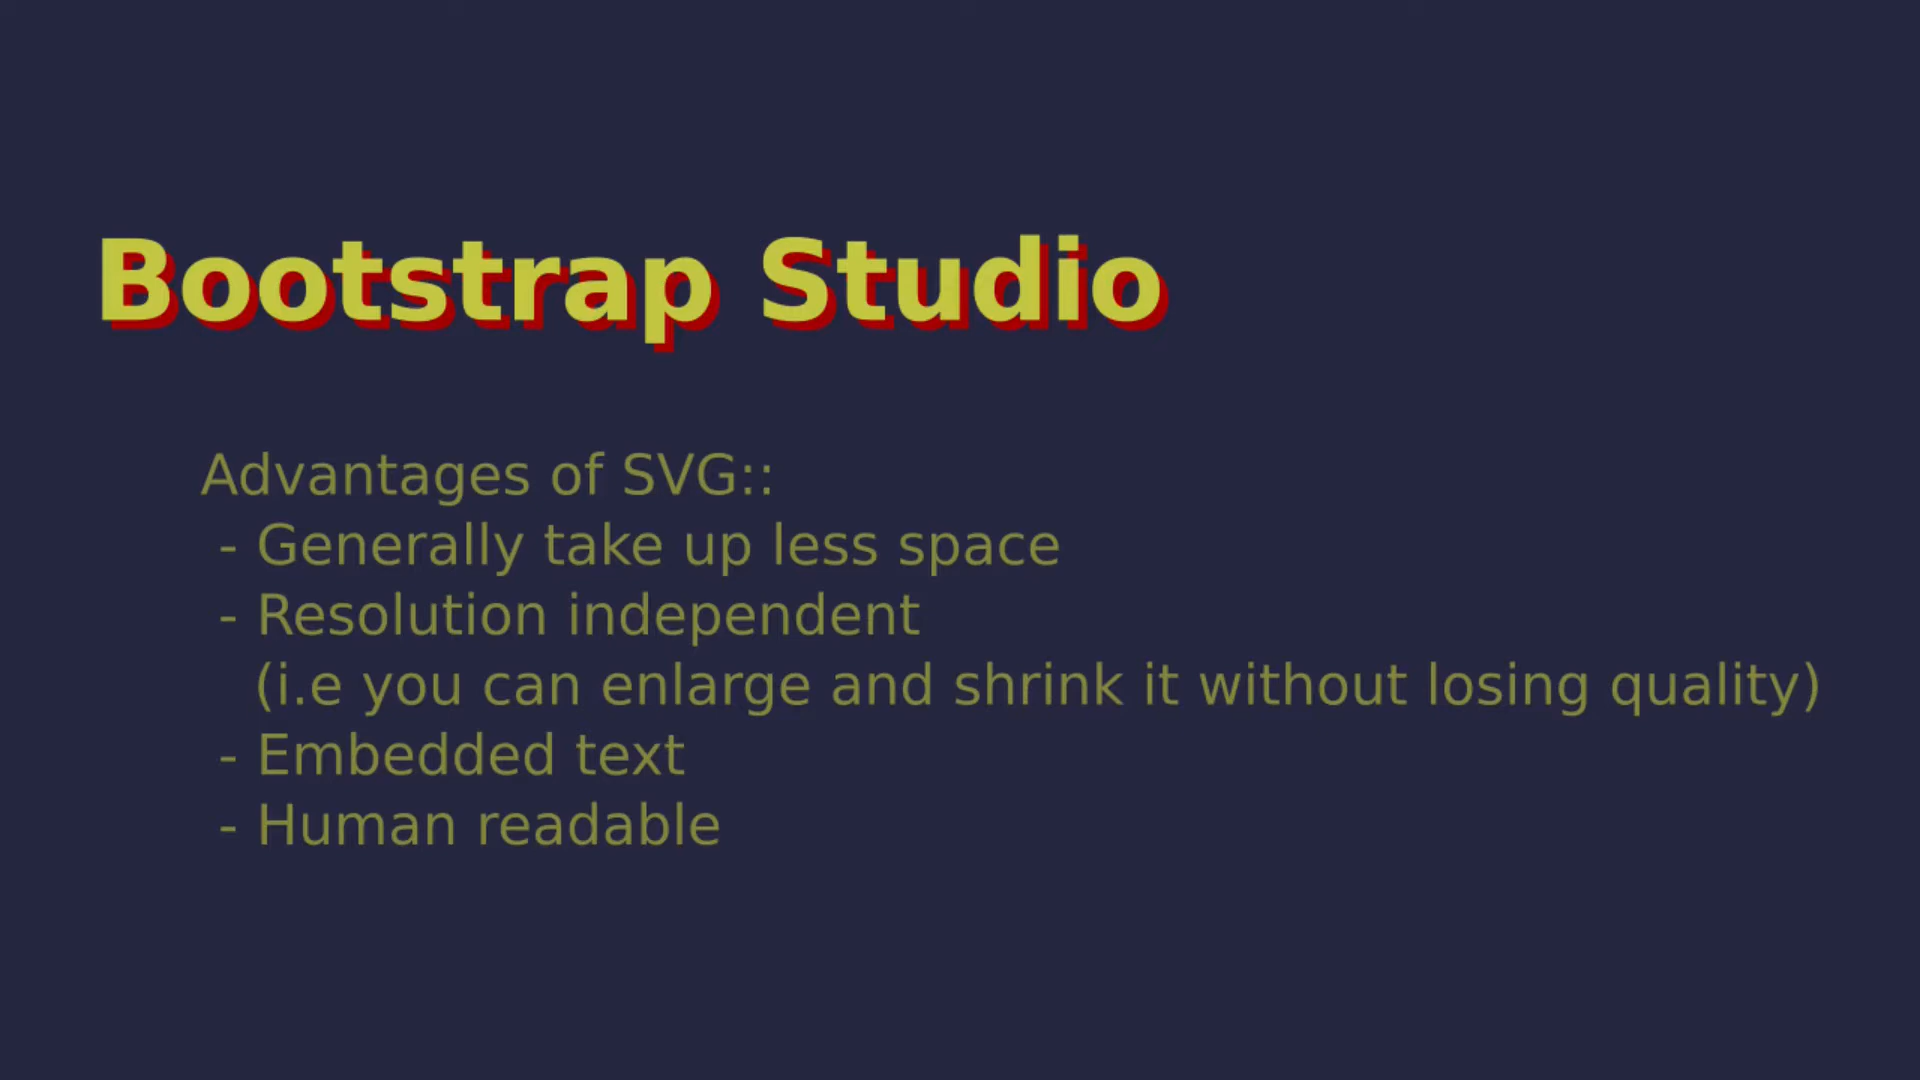 Bootstrap Studio
Advantages of SVG::
- Generally take up less space
- Resolution independent
(i.e you can enlarge and shrink it without losing quality)
- Embedded text
- Human readable